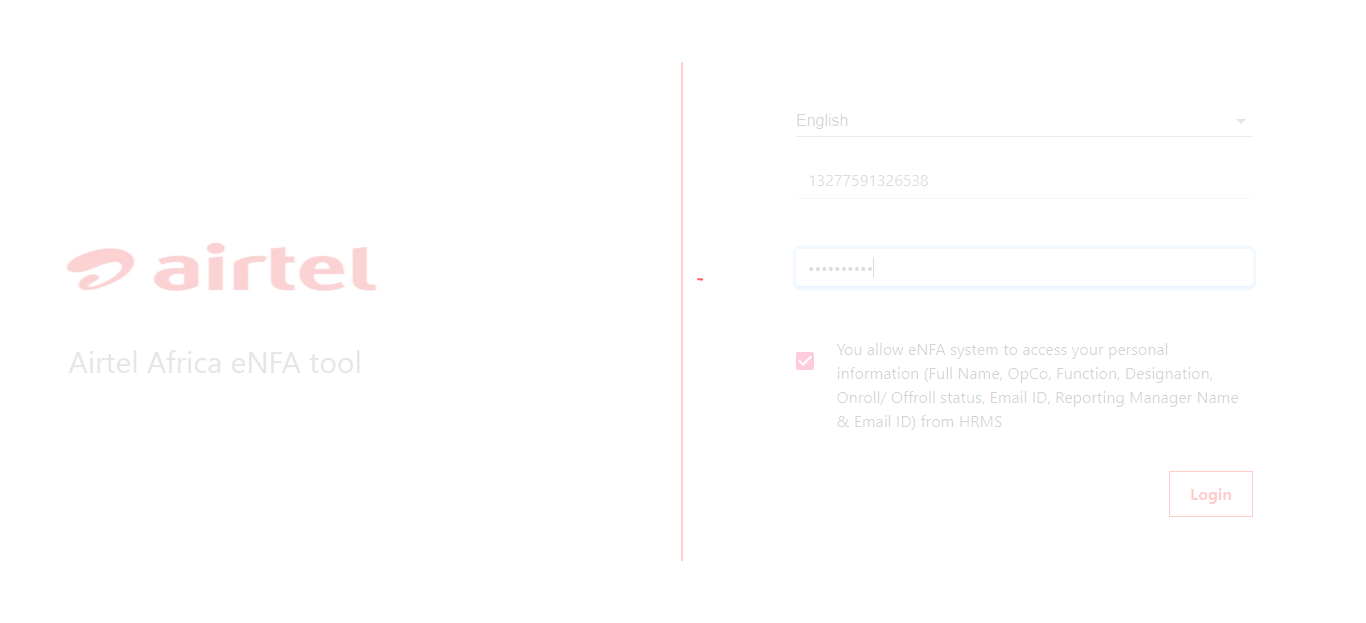 airtel
Airtel Africa eNFA tool
English
13277591326538
••••••••••
You allow eNFA system to access your personal
information (Full Name, OpCo, Function, Designation,
Onroll/ Offroll status, Email ID, Reporting Manager Name
& Email ID) from HRMS
Login